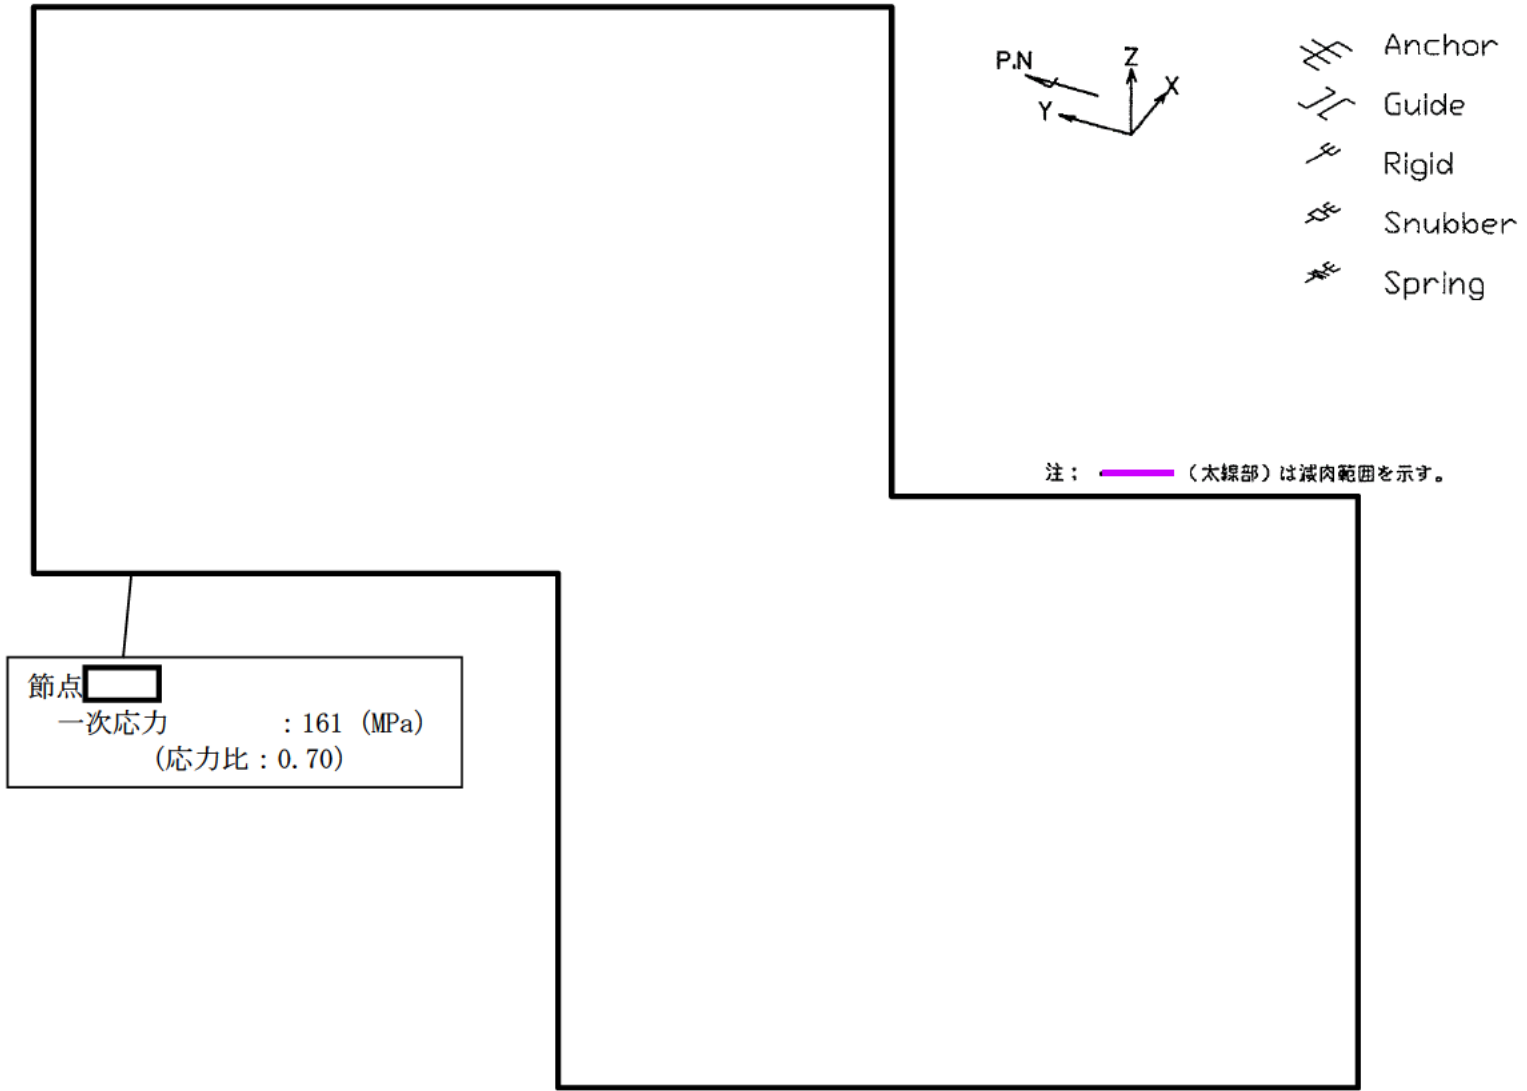 P.N
Z
X
Y
Anchor
Guide
Rigid
Snubber
Spring
注; （太線部）は減肉範囲を示す。
節点
一次応力 : 161 (MPa)
(応力比 : 0.70)